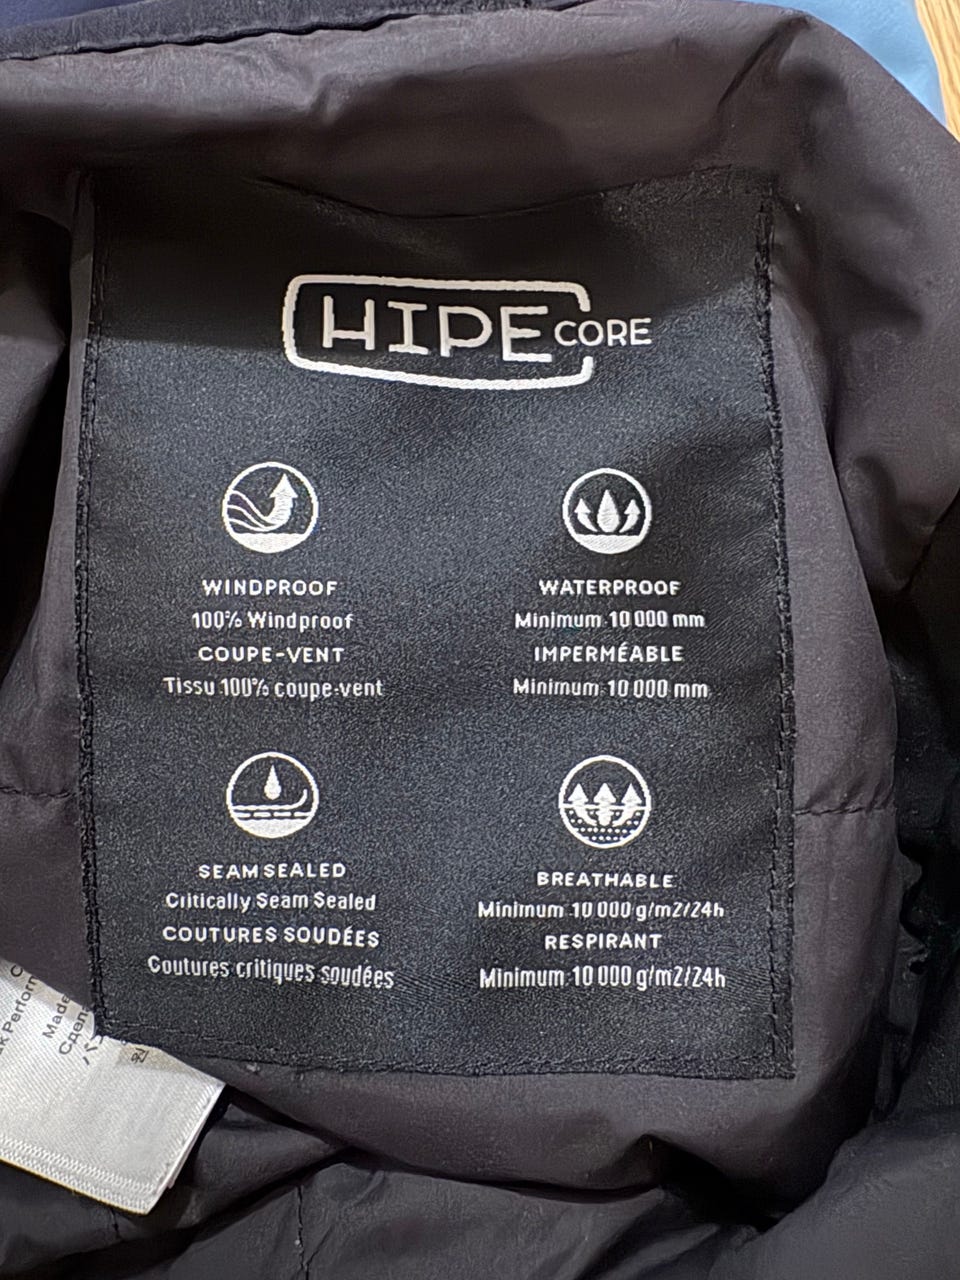 HIPE CORE
WINDPROOF
100% Windproof
COUPE-VENT
Tissu 100% coupe-vent
WATERPROOF
Minimum 10 000 mm
IMPERMÉABLE
Minimum 10 000 mm
SEAM SEALED
Critically Seam Sealed
COUTURES SOUDÉES
Coutures critiques soudées
BREATHABLE
Minimum 10 000 g/m2/24h
RESPIRANT
Minimum 10 000 g/m2/24h
Made